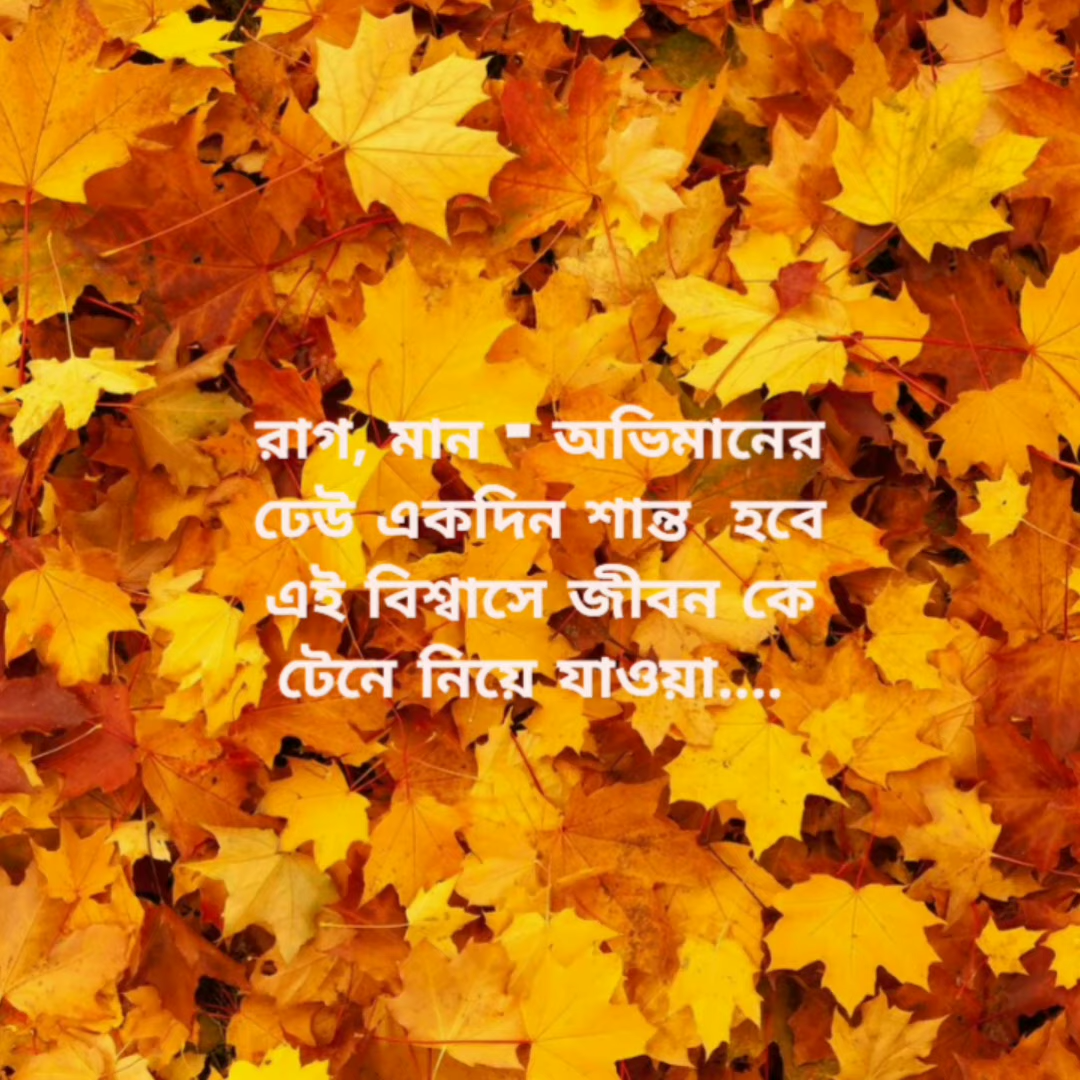 রাগ, মান - অভিমানের
ঢেউ একদিন শান্ত  হবে
এই বিশ্বাসে জীবন কে
টেনে নিয়ে যাওয়া....